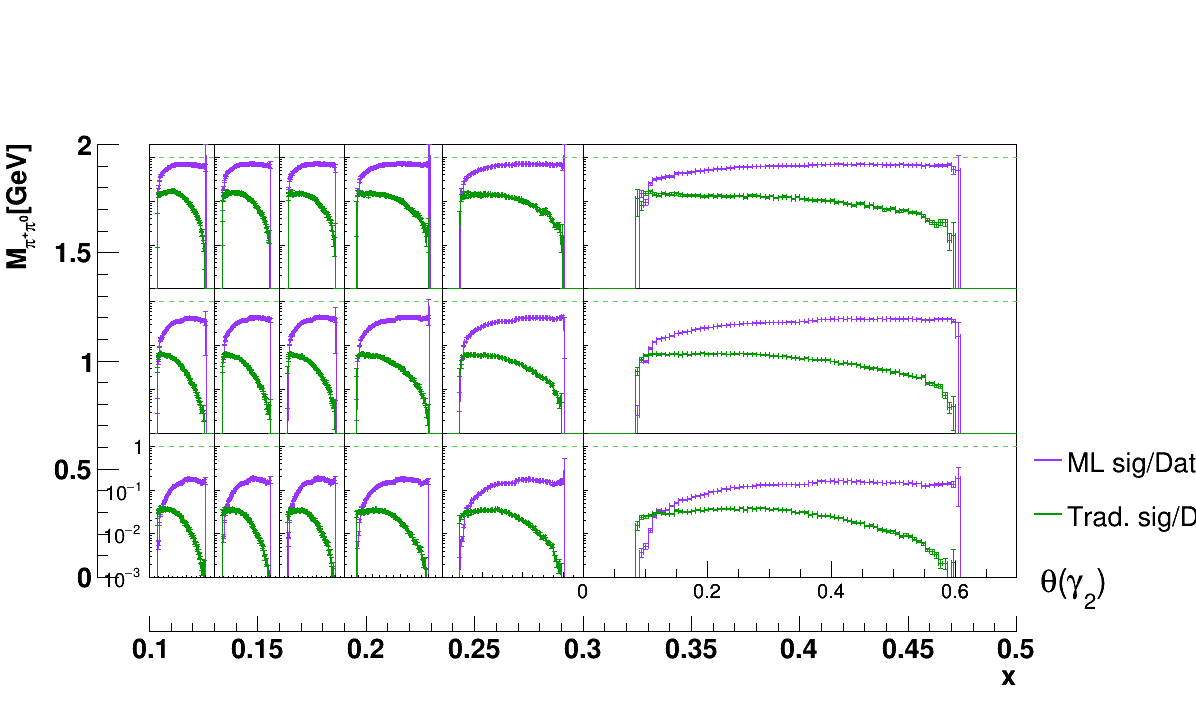 M_{π⁺π⁰}[GeV]
2
1.5
1
0.5
0
1
10⁻¹
10⁻²
10⁻³
ML sig/Dat
Trad. sig/D
0 0.2 0.4 0.6
θ(γ₂)
0.1 0.15 0.2 0.25 0.3 0.35 0.4 0.45 0.5
x